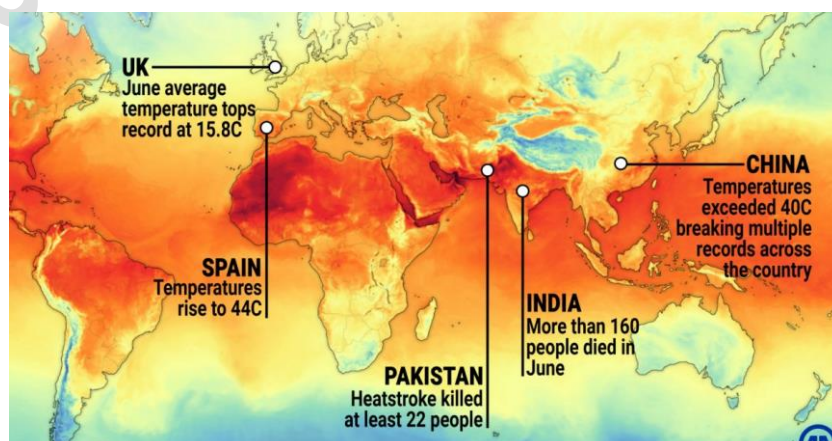 UK
June average
temperature tops
record at 15.8C
SPAIN
Temperatures
rise to 44C
PAKISTAN
Heatstroke killed
at least 22 people
INDIA
More than 160
people died in
June
CHINA
Temperatures
exceeded 40C
breaking multiple
records across
the country